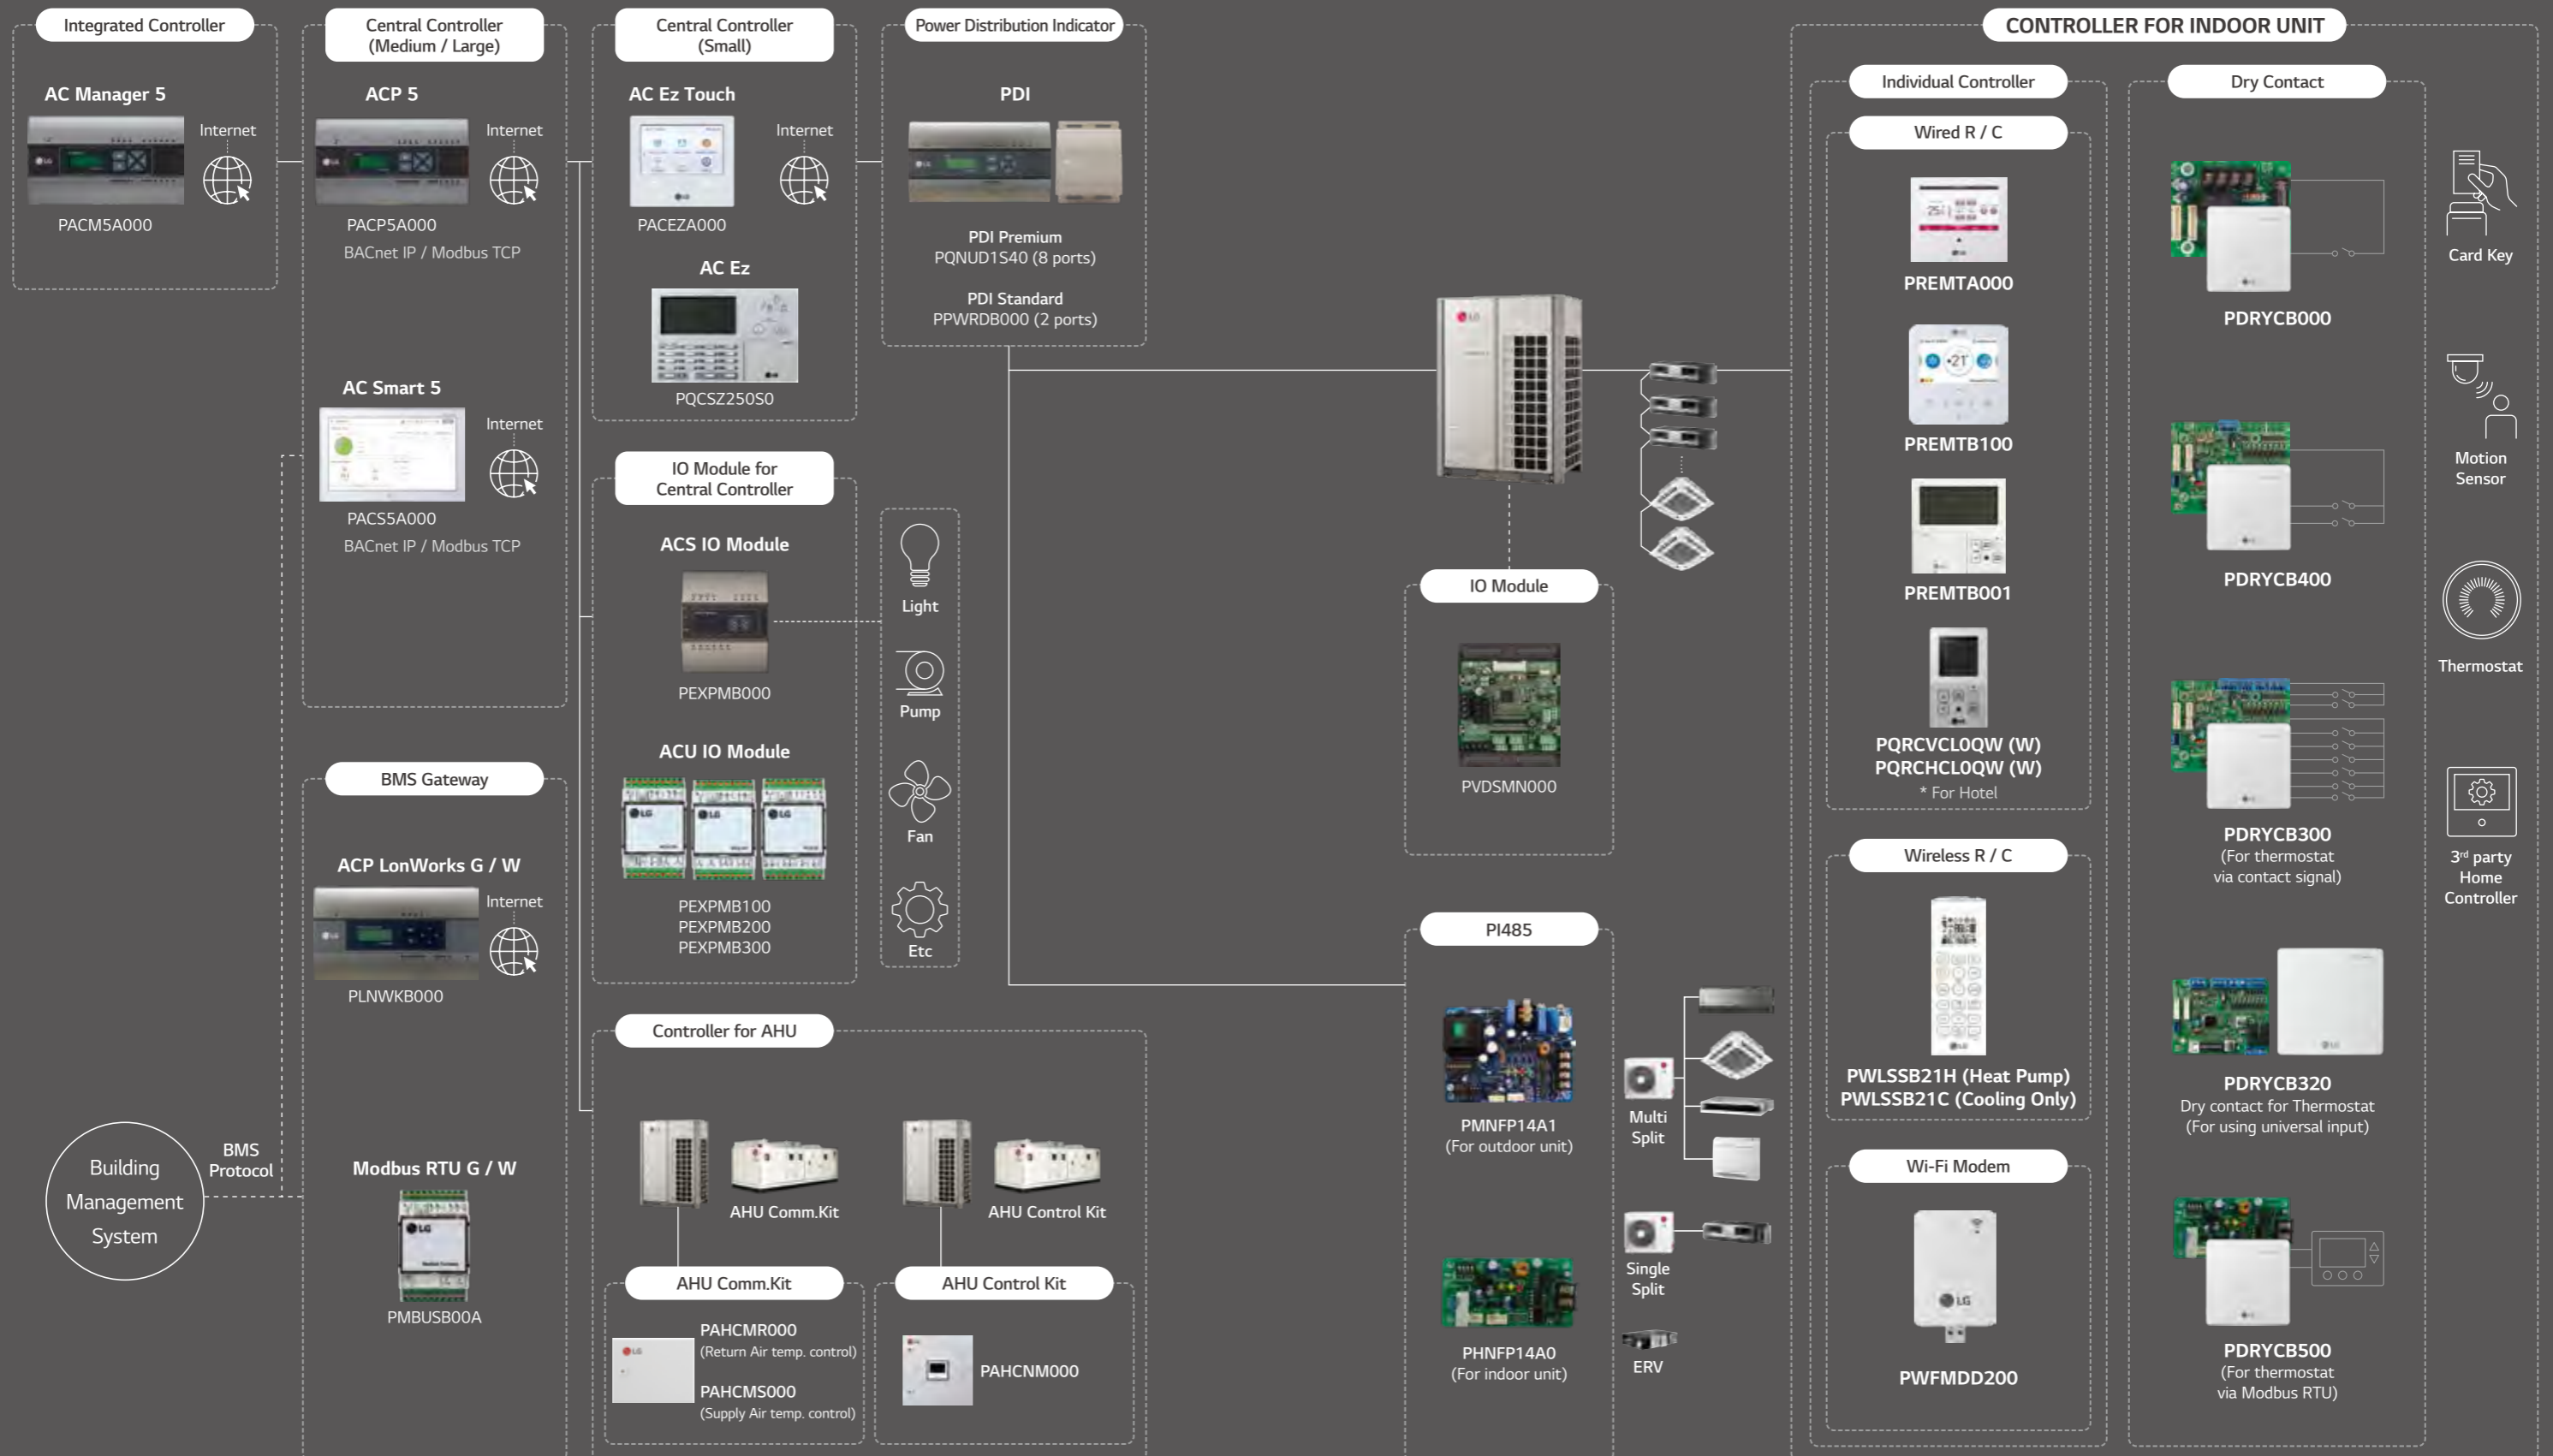 Integrated Controller
AC Manager 5
Internet
PACM5A000
Central Controller
(Medium / Large)
ACP 5
Internet
PACP5A000
BACnet IP / Modbus TCP
AC Smart 5
Internet
PACS5A000
BACnet IP / Modbus TCP
BMS Gateway
ACP LonWorks G / W
Internet
PLNWKB000
Modbus RTU G / W
LG
PMBUSB00A
Building
Management
System
BMS
Protocol
Central Controller
(Small)
AC Ez Touch
Internet
PACEZA000
AC Ez
PQCSZ250S0
IO Module for
Central Controller
ACS IO Module
PEXPMB000
ACU IO Module
LG
LG
LG
PEXPMB100
PEXPMB200
PEXPMB300
Light
Pump
Fan
Etc
Power Distribution Indicator
PDI
PDI Premium
PQNUD1S40 (8 ports)
PDI Standard
PPWRDB000 (2 ports)
Controller for AHU
AHU Comm.Kit
AHU Control Kit
AHU Comm.Kit
LG
PAHCMR000
(Return Air temp. control)
PAHCMS000
(Supply Air temp. control)
AHU Control Kit
PAHCNM000
LG
IO Module
PVDSMN000
PI485
PMNFP14A1
(For outdoor unit)
PHNFP14A0
(For indoor unit)
Multi
Split
Single
Split
ERV
CONTROLLER FOR INDOOR UNIT
Individual Controller
Wired R / C
PREMTA000
PREMTB100
PREMTB001
PQRCVCL0QW (W)
PQRCHCL0QW (W)
* For Hotel
Wireless R / C
LG
PWLSSB21H (Heat Pump)
PWLSSB21C (Cooling Only)
Wi-Fi Modem
LG
PWFMDD200
Dry Contact
PDRYCB000
PDRYCB400
PDRYCB300
(For thermostat
via contact signal)
PDRYCB320
Dry contact for Thermostat
(For using universal input)
PDRYCB500
(For thermostat
via Modbus RTU)
Card Key
Motion
Sensor
Thermostat
3rd party
Home
Controller